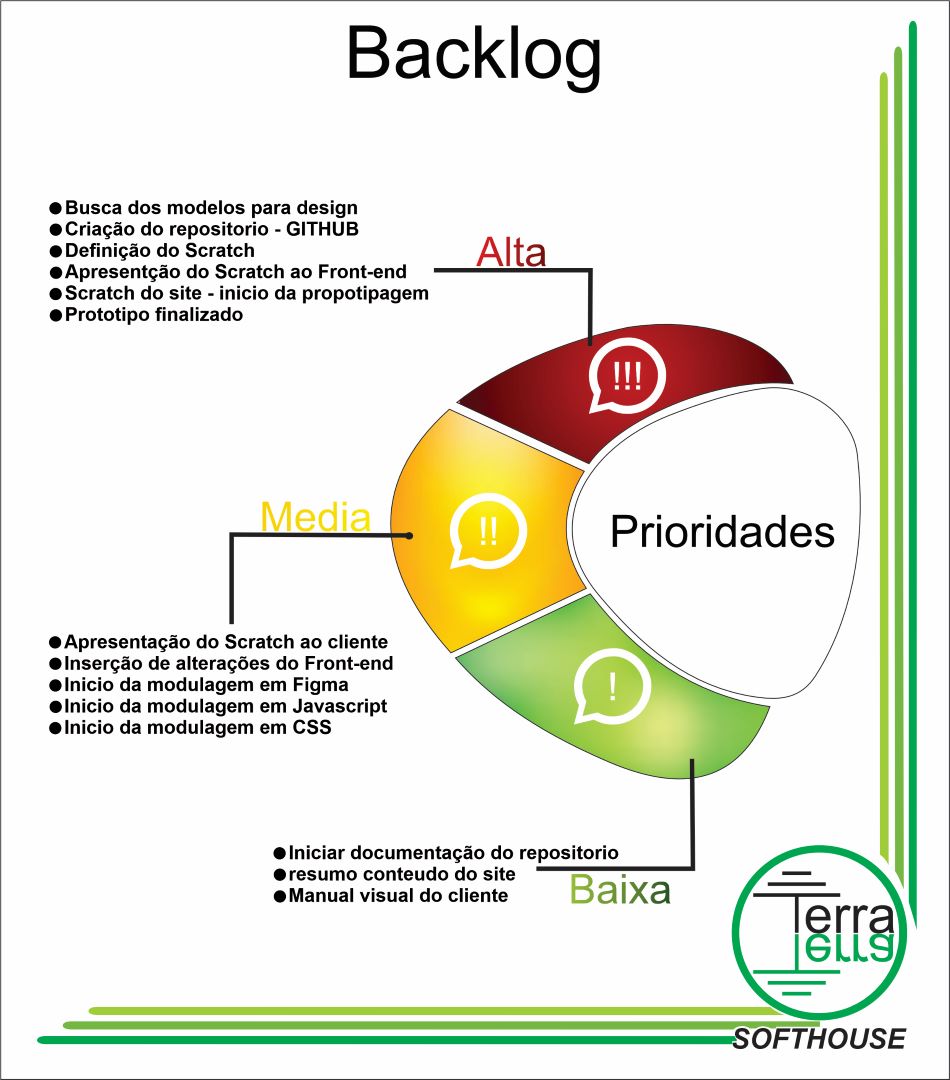 Backlog
● Busca dos modelos para design
● Criação do repositorio - GITHUB
● Definição do Scratch
● Apresentção do Scratch ao Front-end
● Scratch do site - inicio da propotipagem
● Prototipo finalizado
Alta
!!!
Media
!!
Prioridades
● Apresentação do Scratch ao cliente
● Inserção de alterações do Front-end
● Inicio da modulagem em Figma
● Inicio da modulagem em Javascript
● Inicio da modulagem em CSS
!
● Iniciar documentação do repositorio
● resumo conteudo do site
● Manual visual do cliente
Baixa
Terra
Tellus
SOFTHOUSE